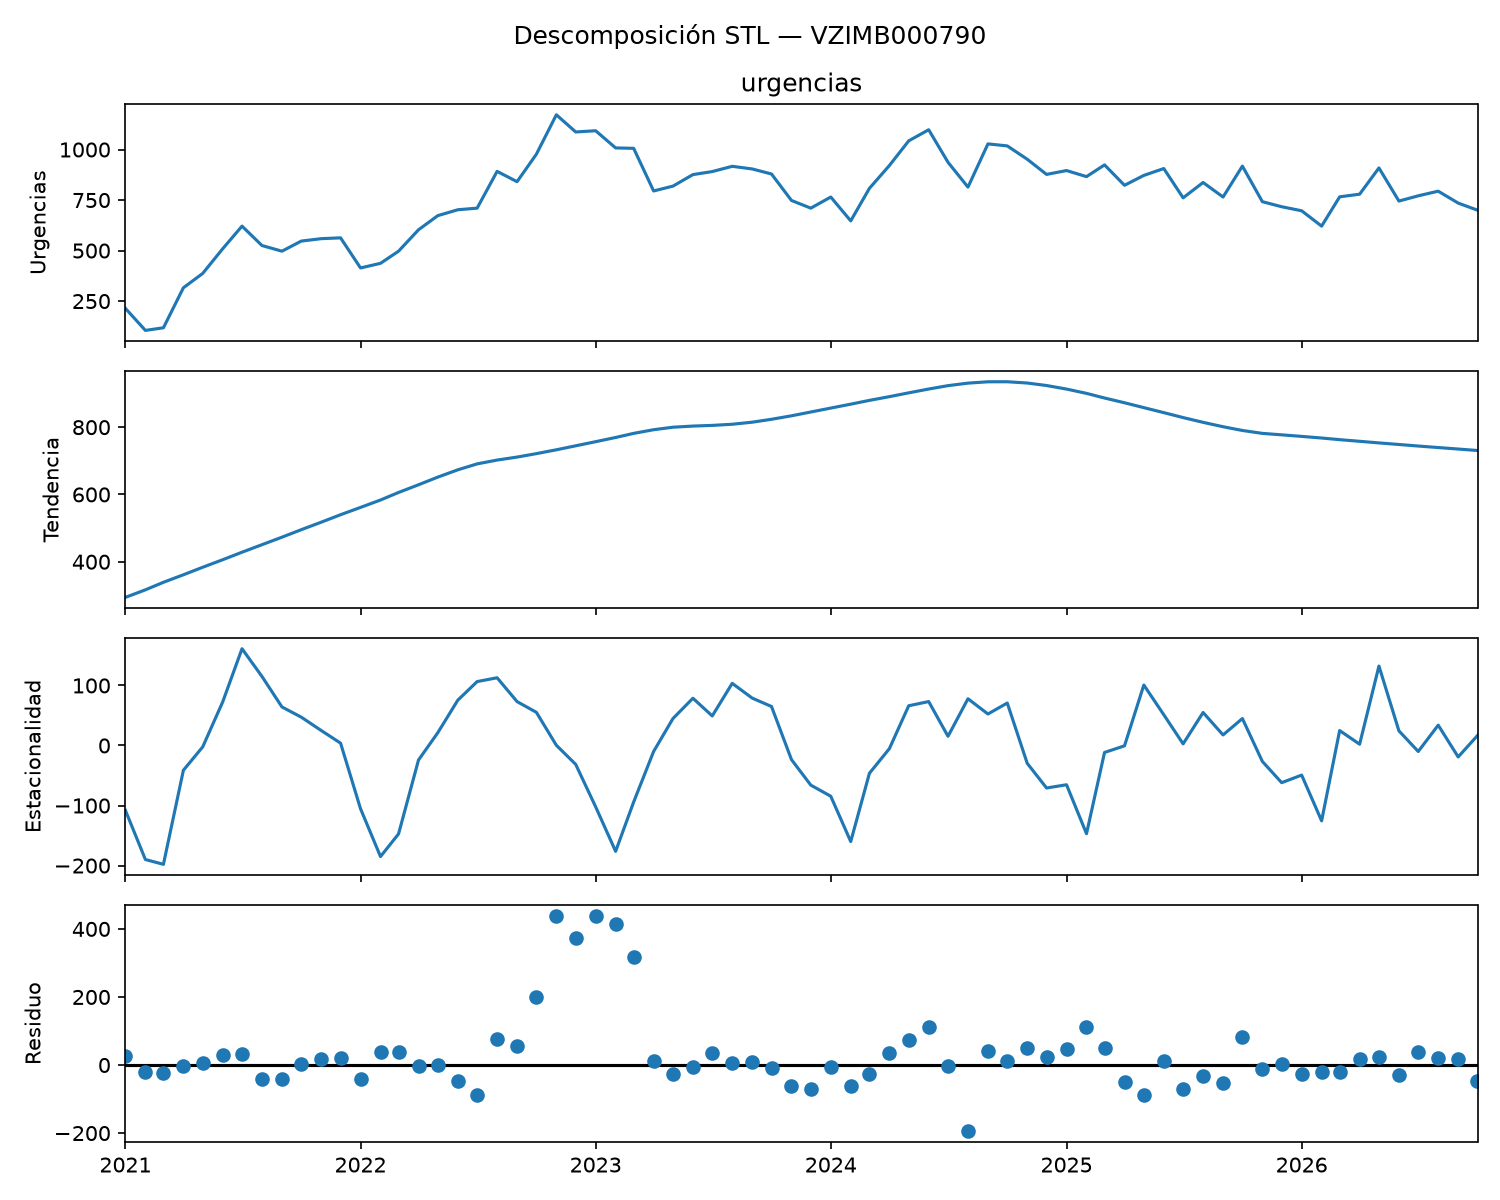 Descomposición STL — VZIMB000790
urgencias
Urgencias
1000
750
500
250
Tendencia
800
600
400
Estacionalidad
100
0
−100
−200
Residuo
400
200
0
−200
2021 2022 2023 2024 2025 2026